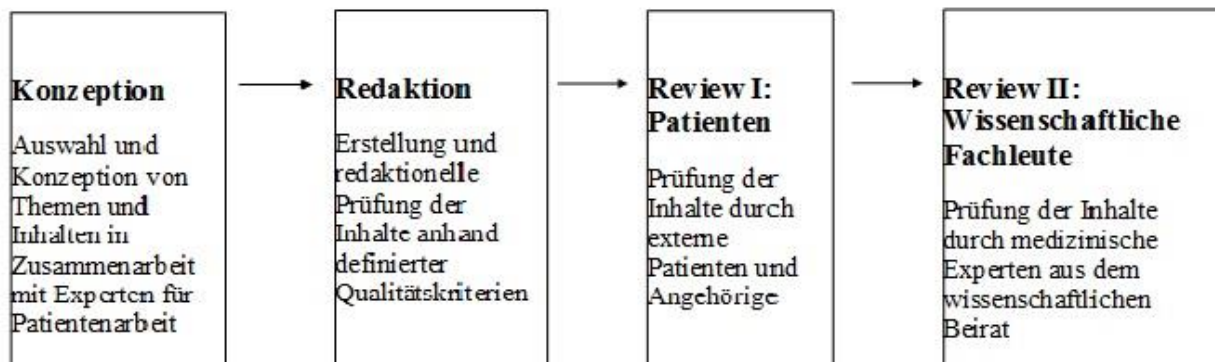 Konzeption
Auswahl und
Konzeption von
Themen und
Inhalten in
Zusammenarbeit
mit Experten für
Patientenarbeit
Redaktion
Erstellung und
redaktionelle
Prüfung der
Inhalte anhand
definierter
Qualitätskriterien
Review I:
Patienten
Prüfung der
Inhalte durch
externe
Patienten und
Angehörige
Review II:
Wissenschaftliche
Fachleute
Prüfung der Inhalte
durch medizinische
Experten aus dem
wissenschaftlichen
Beirat